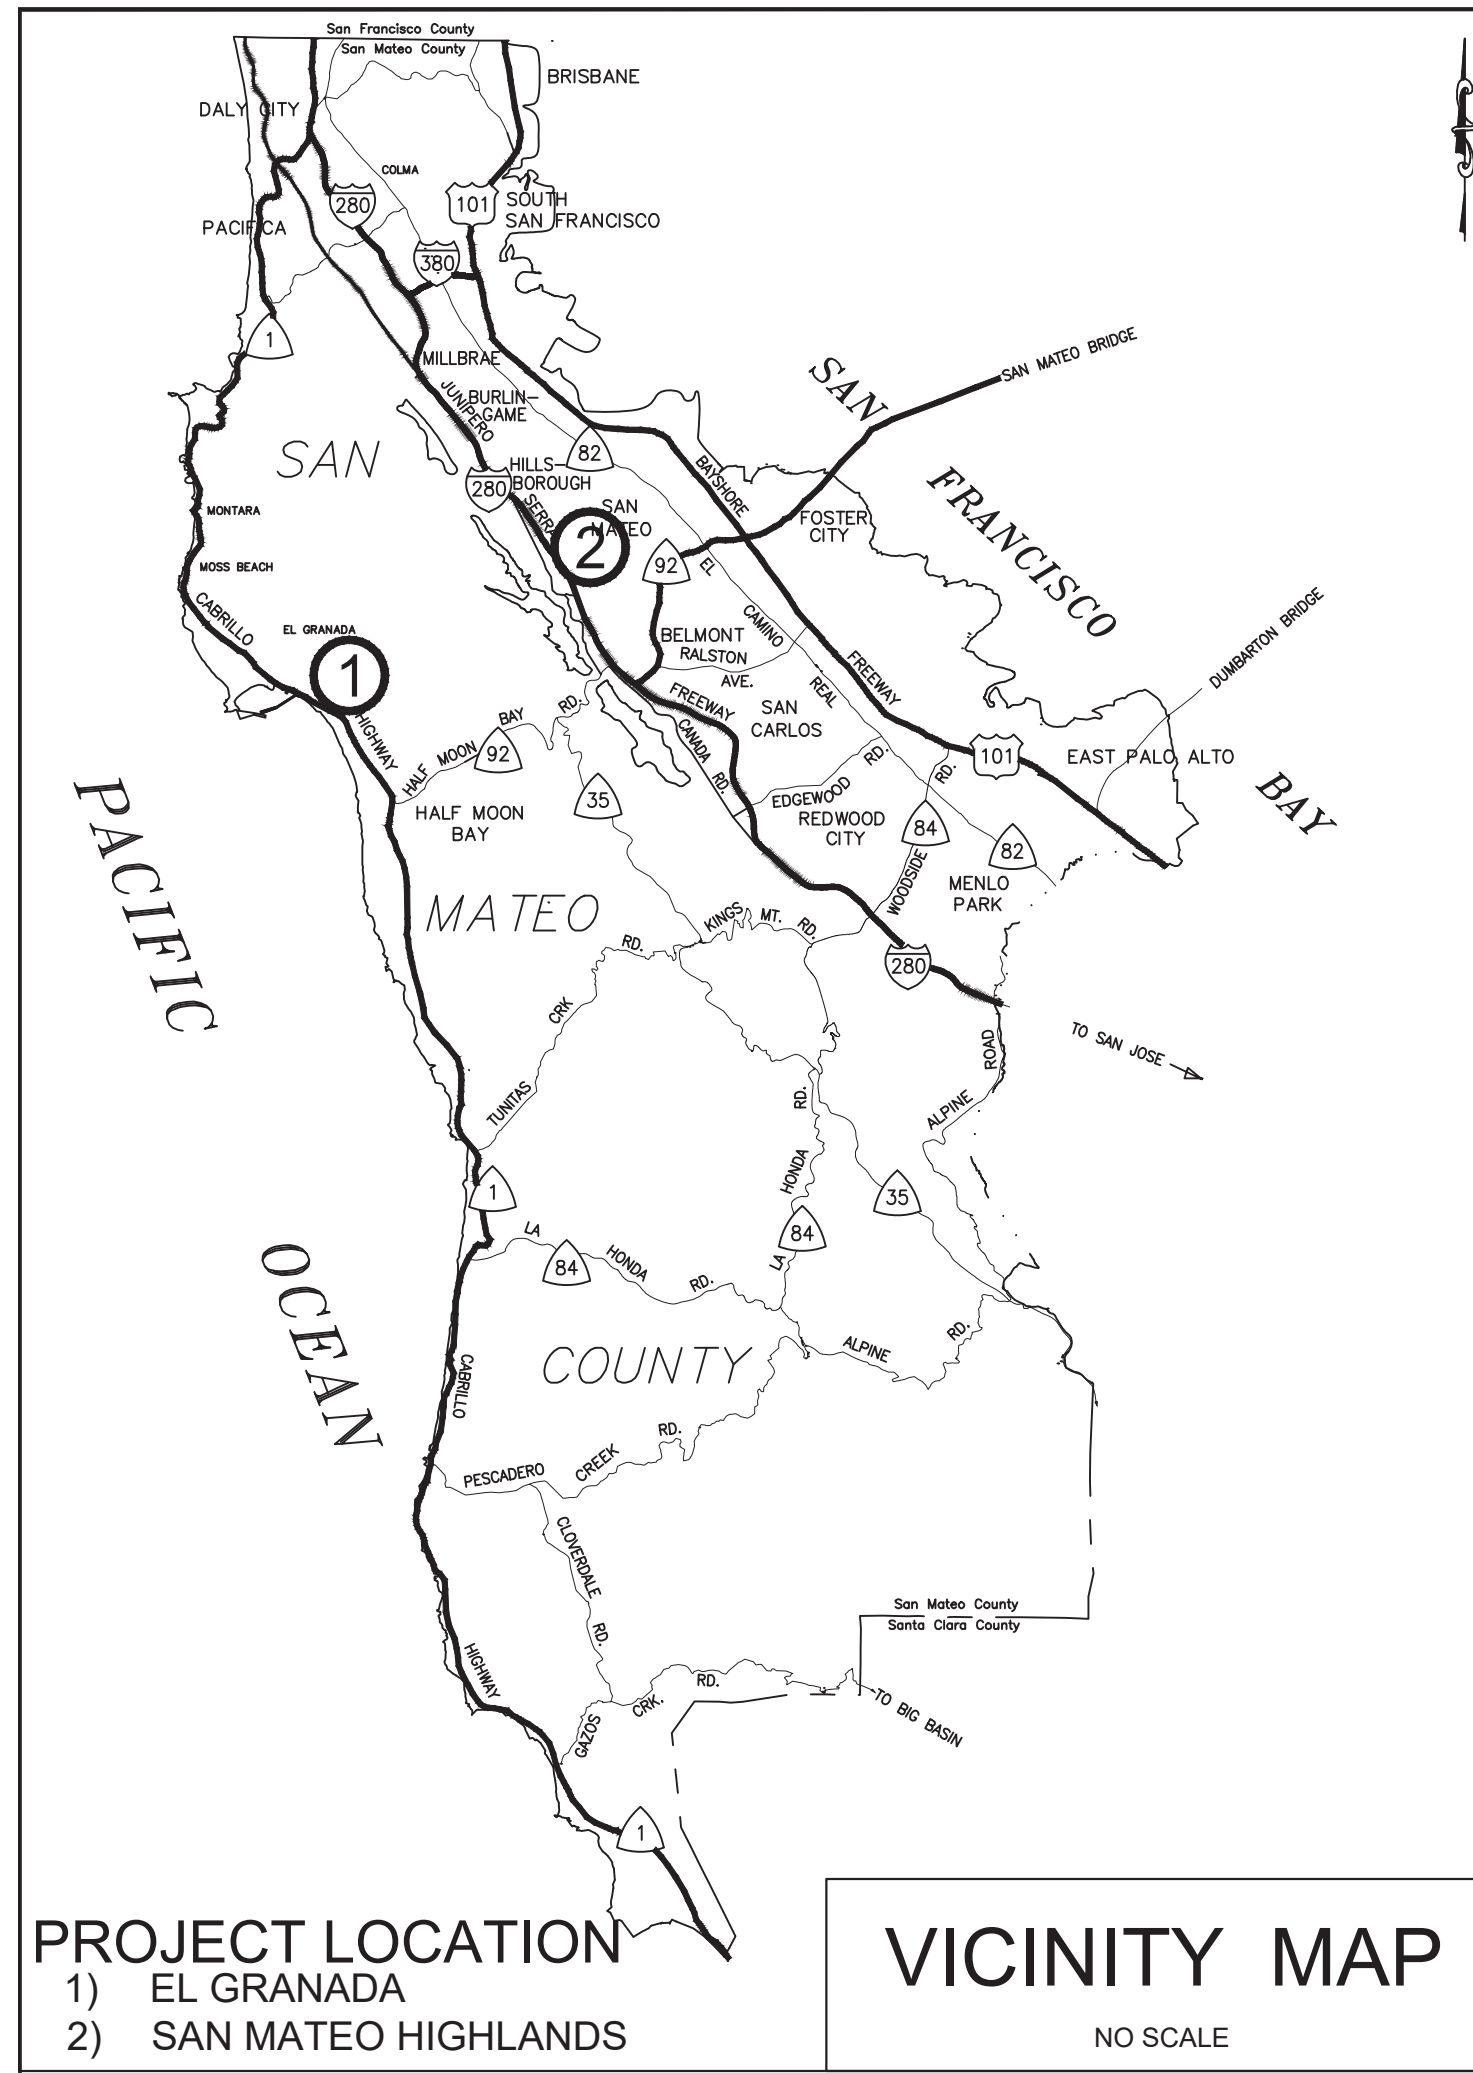 San Francisco County
San Mateo County
BRISBANE
DALY CITY
COLMA
280
101
SOUTH
SAN FRANCISCO
PACIFICA
380
1
MILLBRAE
SAN MATEO BRIDGE
JUNIPERO
BURLIN-
GAME
SAN
FRANCISCO
BAY
SAN
82
HILLS-
BOROUGH
280
SERRA
BAYSHORE
SAN
MATEO
FOSTER
CITY
MONTARA
2
92
EL
MOSS BEACH
CABRILLO
EL GRANADA
1
CAMINO
BELMONT
RALSTON
AVE.
REAL
FREEWAY
DUMBARTON BRIDGE
FREEWAY
SAN
CARLOS
HIGHWAY
HALF MOON BAY RD.
92
CANADA RD.
101
EAST PALO ALTO
35
EDGEWOOD RD.
RD.
HALF MOON
BAY
REDWOOD
CITY
84
82
WOODSIDE
MENLO
PARK
PACIFIC
MATEO
KINGS MT. RD.
RD.
280
CRK
TUNITAS
TO SAN JOSE
ROAD
ALPINE
RD.
HONDA
35
1
84
LA
LA
84
HONDA
RD.
OCEAN
COUNTY
ALPINE
RD.
CABRILLO
PESCADERO
CREEK
RD.
CLOVERDALE
RD.
San Mateo County
Santa Clara County
HIGHWAY
GAZOS
CRK.
RD.
TO BIG BASIN
1
PROJECT LOCATION
1) EL GRANADA
2) SAN MATEO HIGHLANDS
VICINITY MAP
NO SCALE